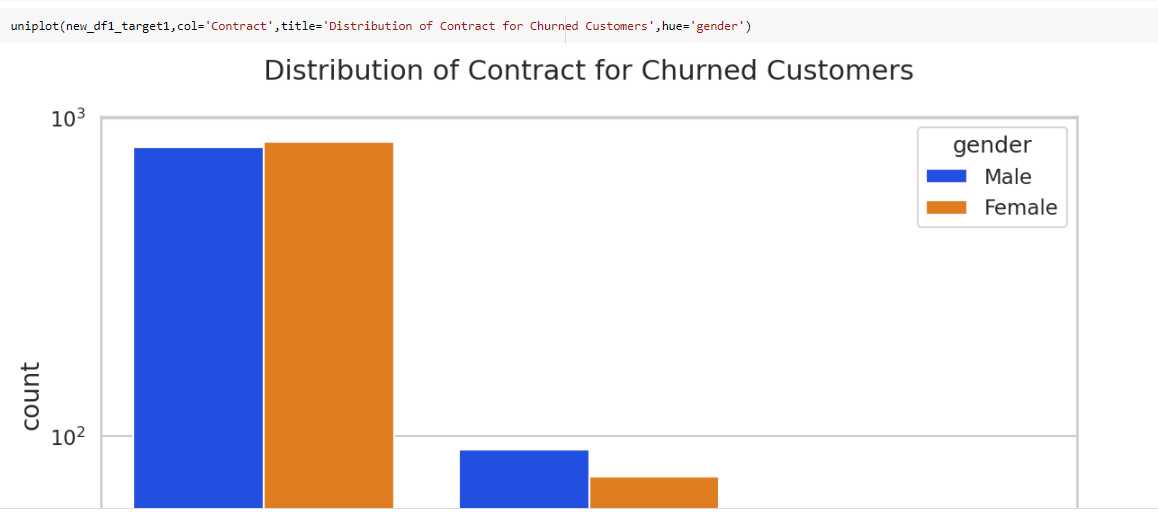 uniplot(new_df1_target1,col='Contract',title='Distribution of Contract for Churned Customers',hue='gender')
Distribution of Contract for Churned Customers
10³
gender
Male
Female
count
10²